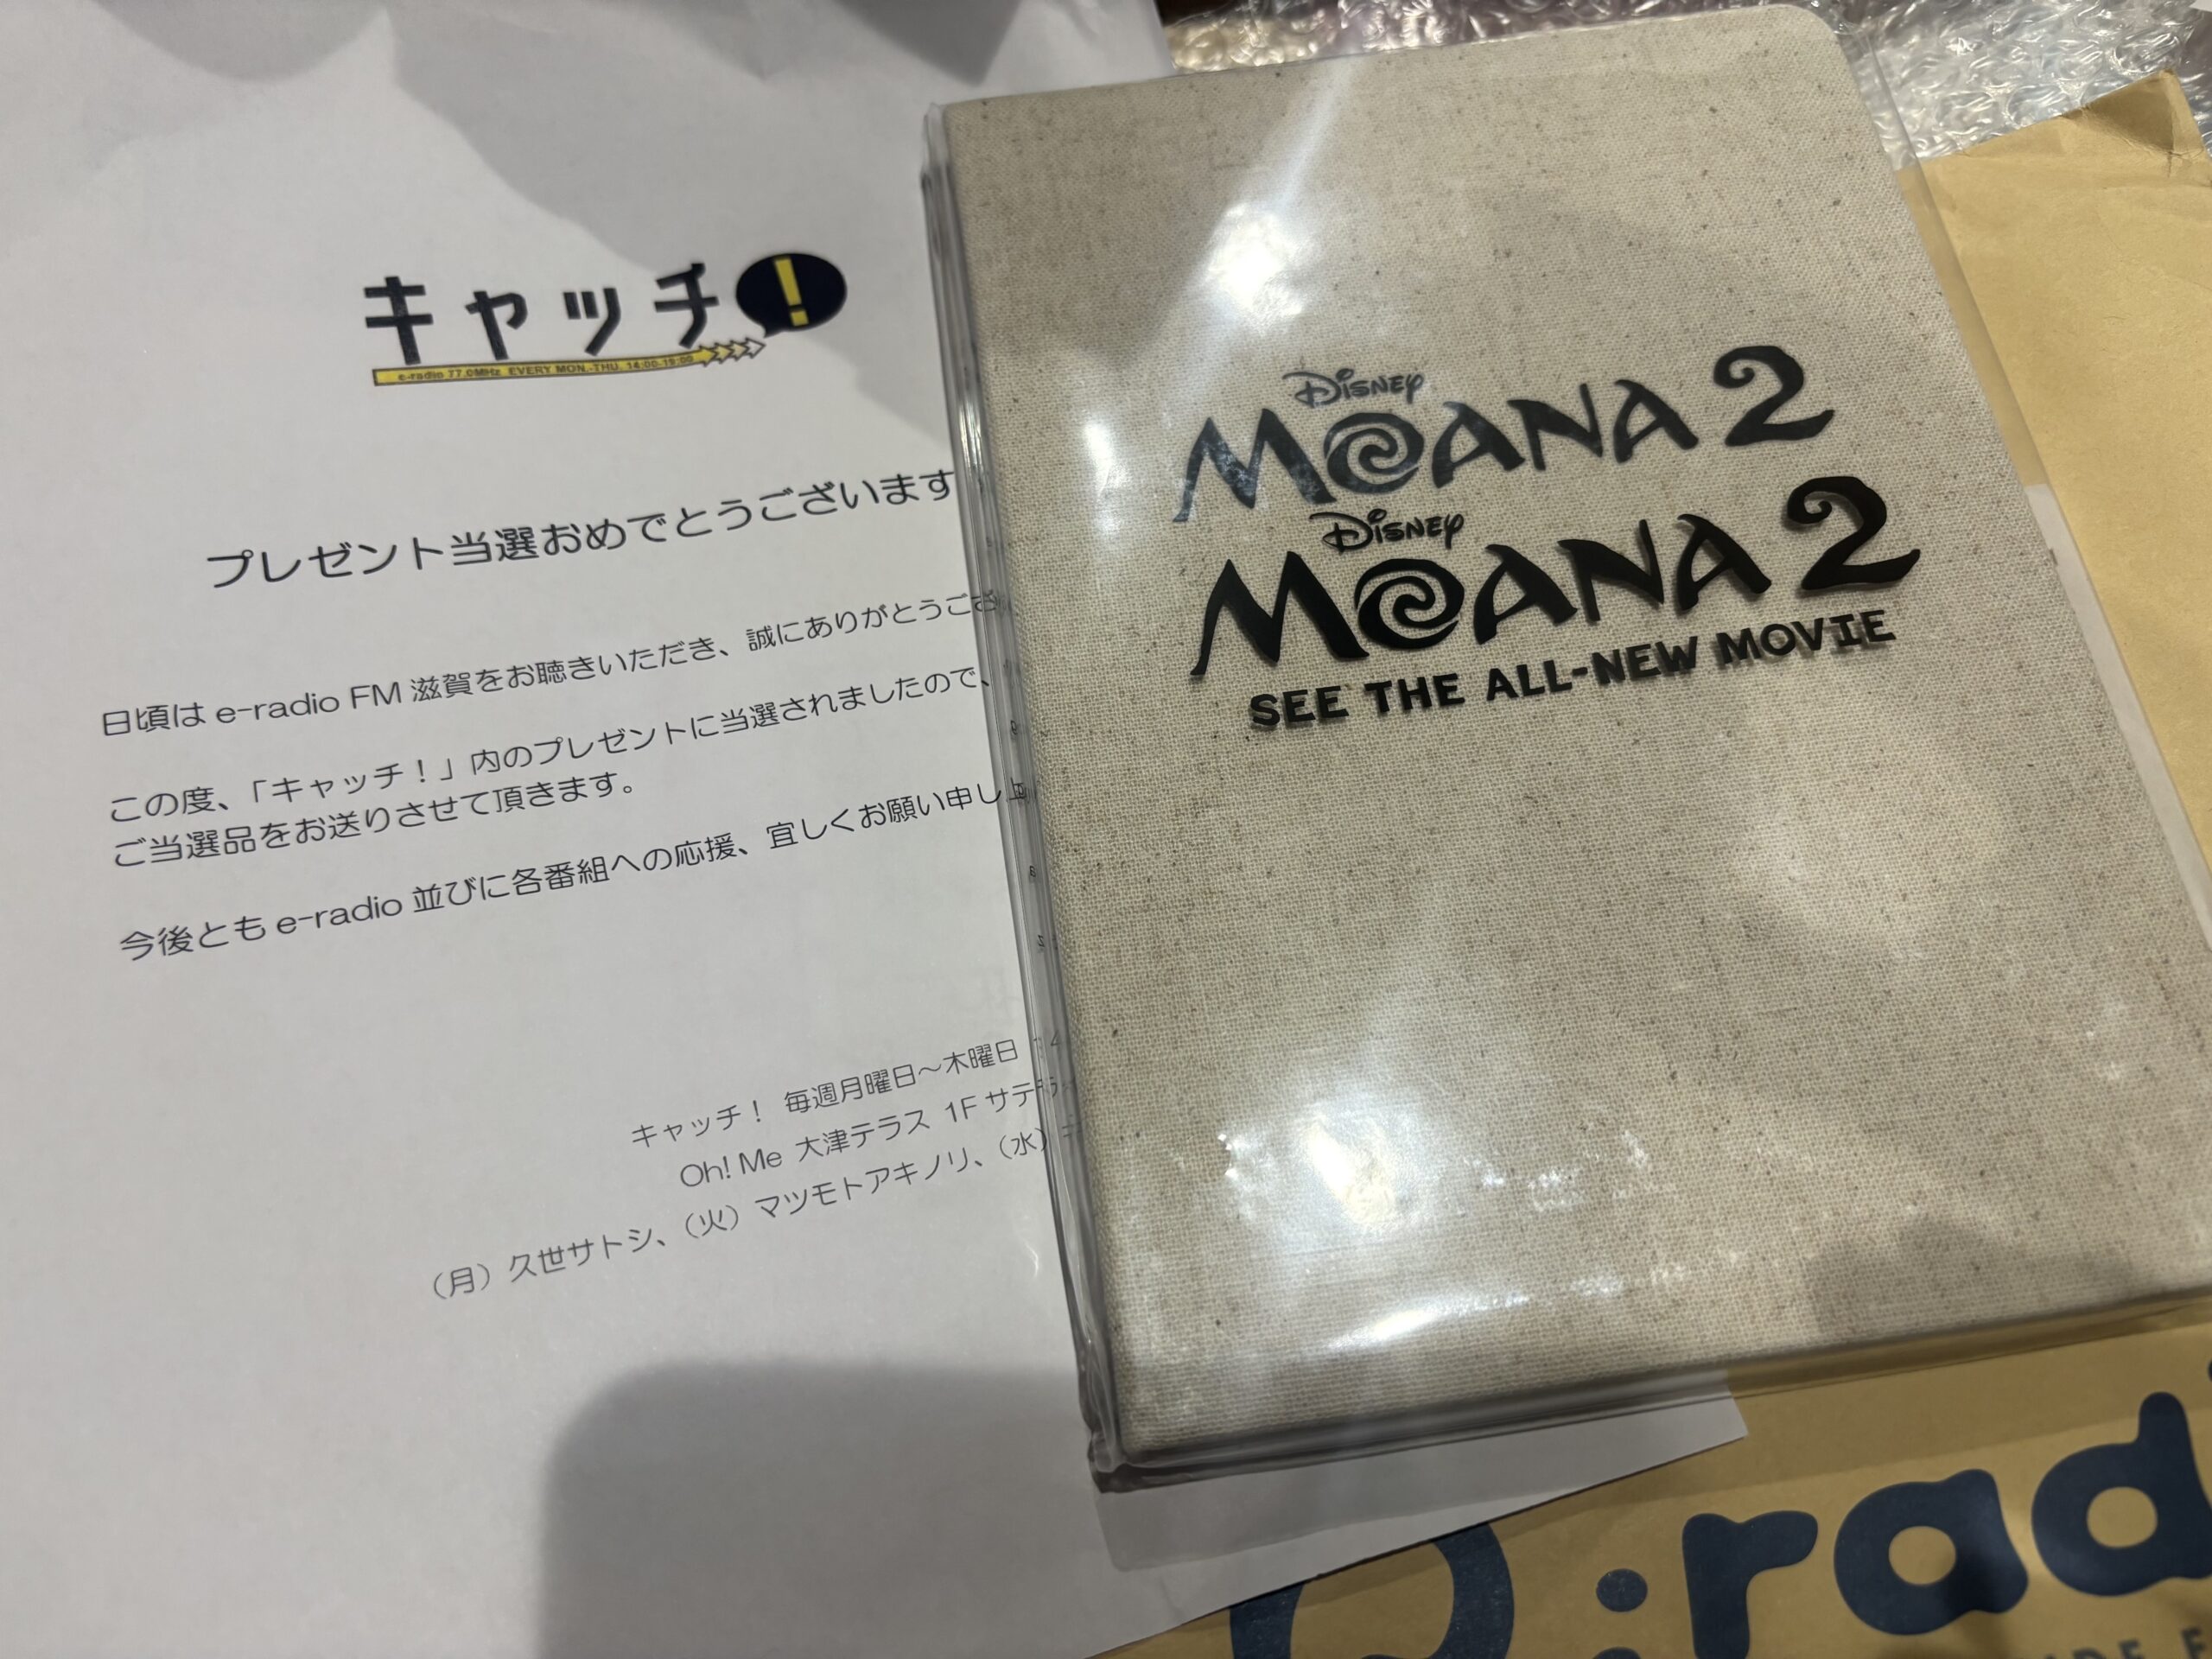 キャッチ!
e-radio 77.0MHz EVERY MON.-THU. 14:00-19:00
プレゼント当選おめでとうございます
日頃は e-radio FM 滋賀をお聴きいただき、誠にありがとうござ
この度、「キャッチ！」内のプレゼントに当選されましたので、
ご当選品をお送りさせて頂きます。
今後とも e-radio 並びに各番組への応援、宜しくお願い申し上
キャッチ！ 毎週月曜日～木曜日 14
Oh! Me 大津テラス 1F サテラ
（月）久世サトシ、（火）マツモトアキノリ、（水）
Disney
MOANA 2
Disney
MOANA 2
SEE THE ALL-NEW MOVIE
e:rad